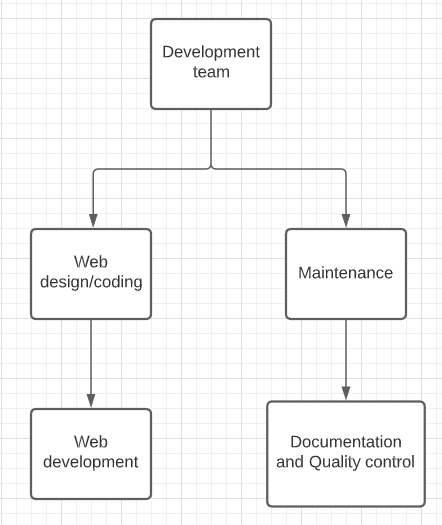 Development
team
Web
design/coding
Maintenance
Web
development
Documentation
and Quality control